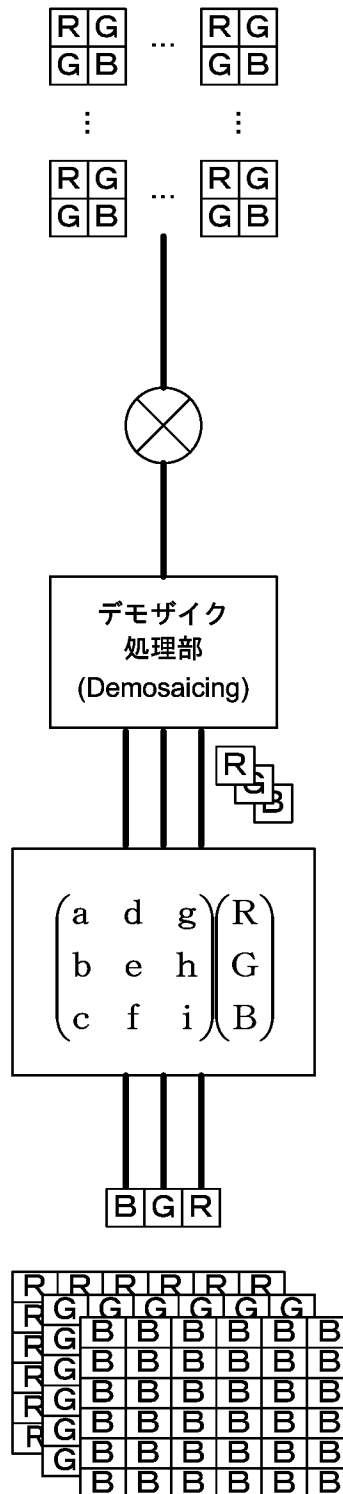 R G ... R G
G B G B
⋮ ⋮
R G ... R G
G B G B
デモザイク
処理部
(Demosaicing)
R
G
B
a d g R
b e h G
c f i B
B G R
R R R R R R
R G G G G G G
G B B B B B B
R B B B B B B
G
R B B B B B B
G
R B B B B B B
G
R B B B B B B
G
B B B B B B